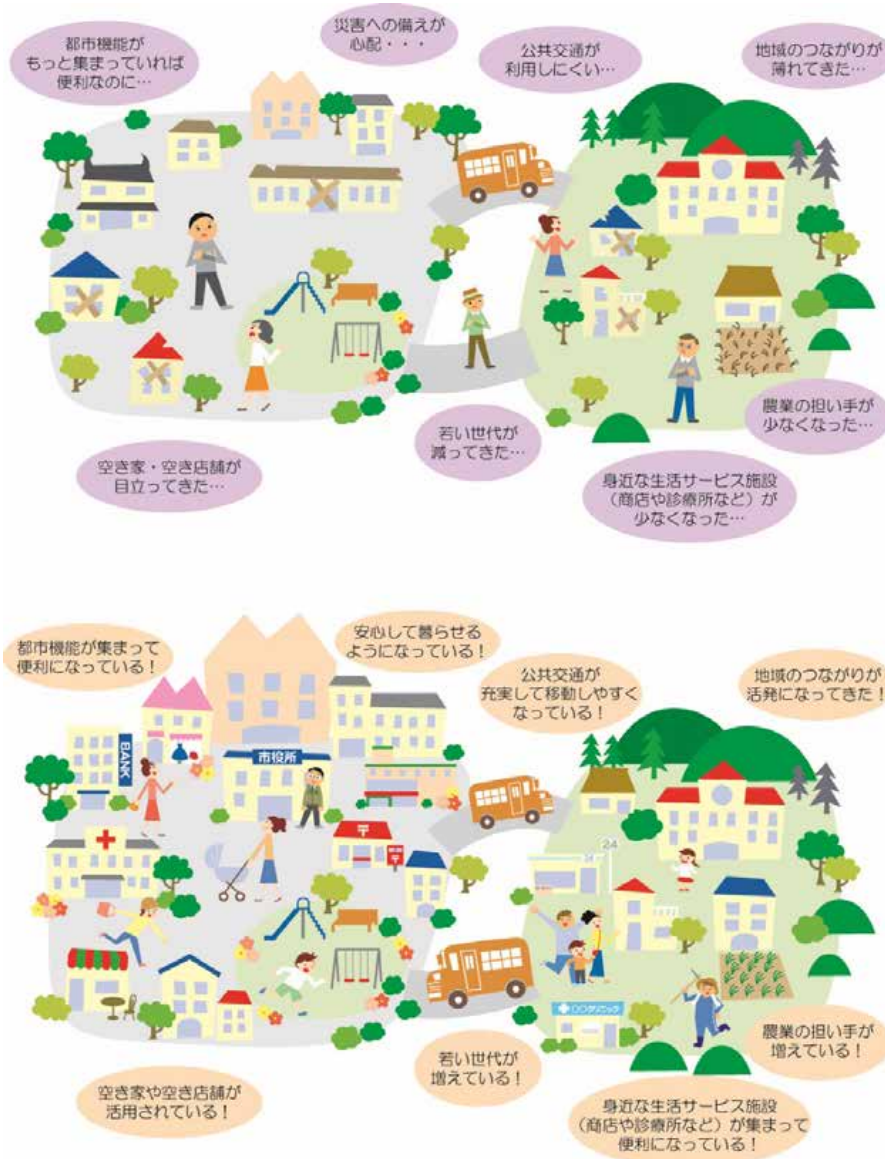 都市機能が
もっと集まっていれば
便利なのに…
災害への備えが
心配・・・
公共交通が
利用しにくい…
地域のつながりが
薄れてきた…
空き家・空き店舗が
目立ってきた…
若い世代が
減ってきた…
農業の担い手が
少なくなった…
身近な生活サービス施設
（商店や診療所など）が
少なくなった…
都市機能が集まって
便利になっている！
安心して暮らせる
ようになっている！
公共交通が
充実して移動しやすく
なっている！
地域のつながりが
活発になってきた！
BANK
市役所
〒
〒
24
24
〇〇クリニック
空き家や空き店舗が
活用されている！
若い世代が
増えている！
農業の担い手が
増えている！
身近な生活サービス施設
（商店や診療所など）が集まって
便利になっている！